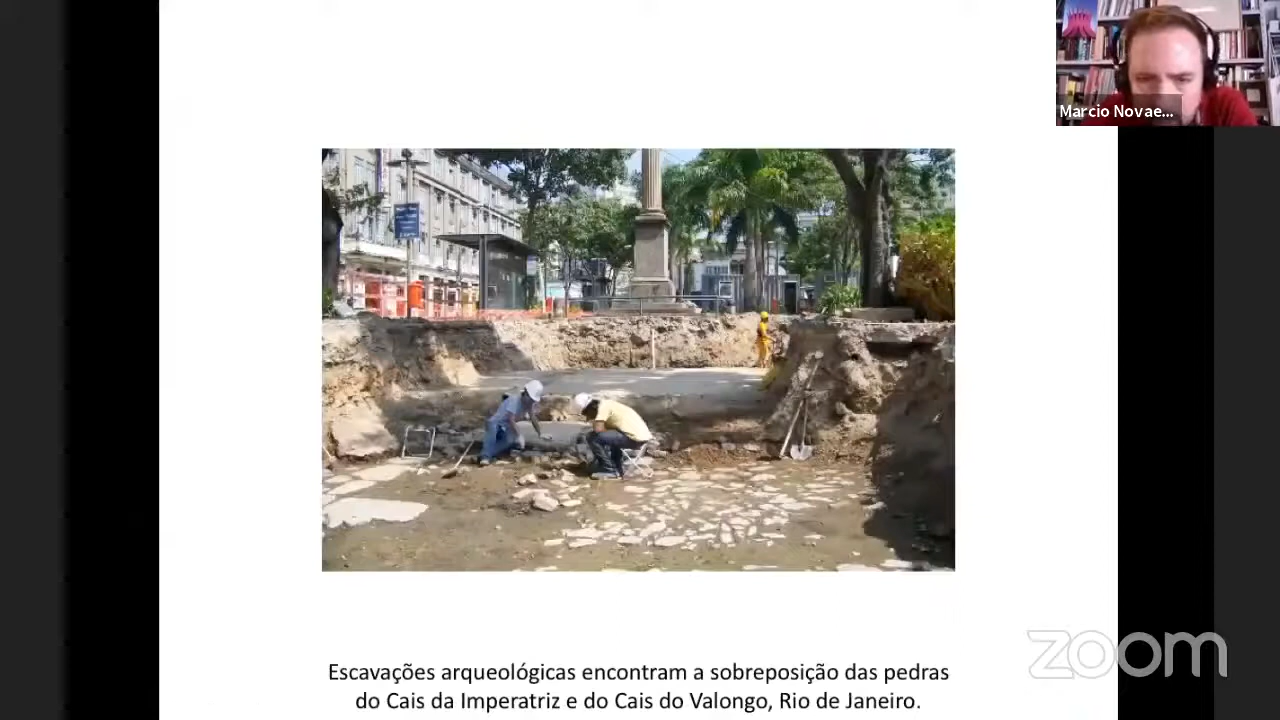 Marcio Novae...
Escavações arqueológicas encontram a sobreposição das pedras
do Cais da Imperatriz e do Cais do Valongo, Rio de Janeiro.
zoom